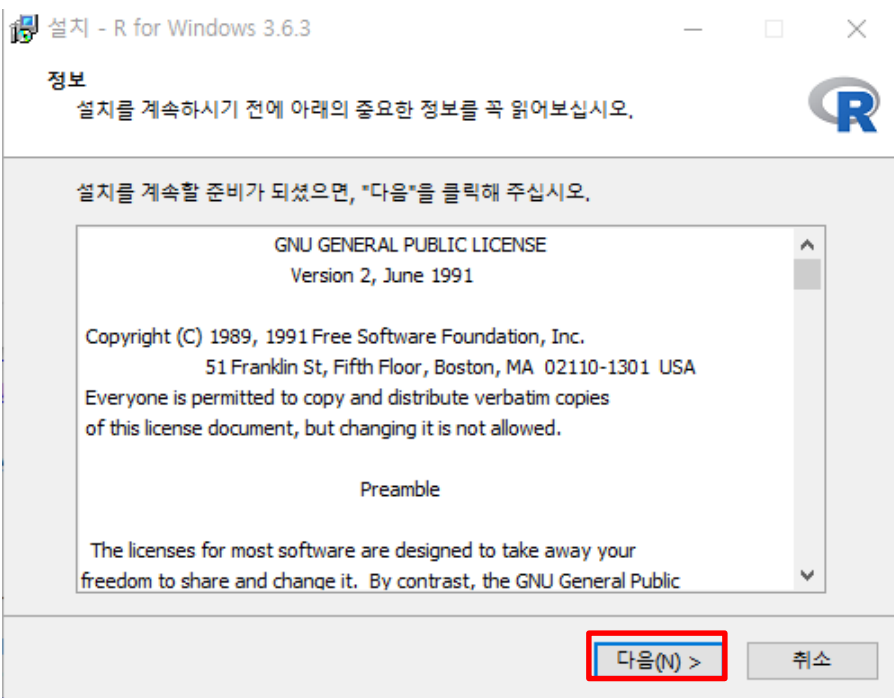 설치 - R for Windows 3.6.3
정보
설치를 계속하시기 전에 아래의 중요한 정보를 꼭 읽어보십시오.
R
설치를 계속할 준비가 되셨으면, "다음"을 클릭해 주십시오.
GNU GENERAL PUBLIC LICENSE
Version 2, June 1991
Copyright (C) 1989, 1991 Free Software Foundation, Inc.
51 Franklin St, Fifth Floor, Boston, MA 02110-1301 USA
Everyone is permitted to copy and distribute verbatim copies
of this license document, but changing it is not allowed.
Preamble
The licenses for most software are designed to take away your
freedom to share and change it. By contrast, the GNU General Public
다음(N) >
취소